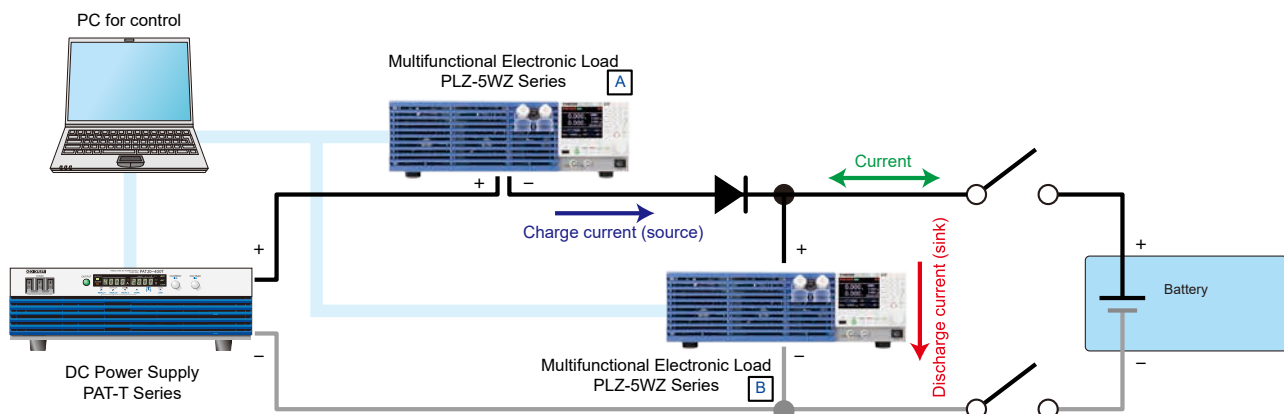 PC for control
Multifunctional Electronic Load
PLZ-5WZ Series
A
+
−
Current
Charge current (source)
+
+
Discharge current (sink)
+
Battery
−
−
−
DC Power Supply
PAT-T Series
Multifunctional Electronic Load
PLZ-5WZ Series
B